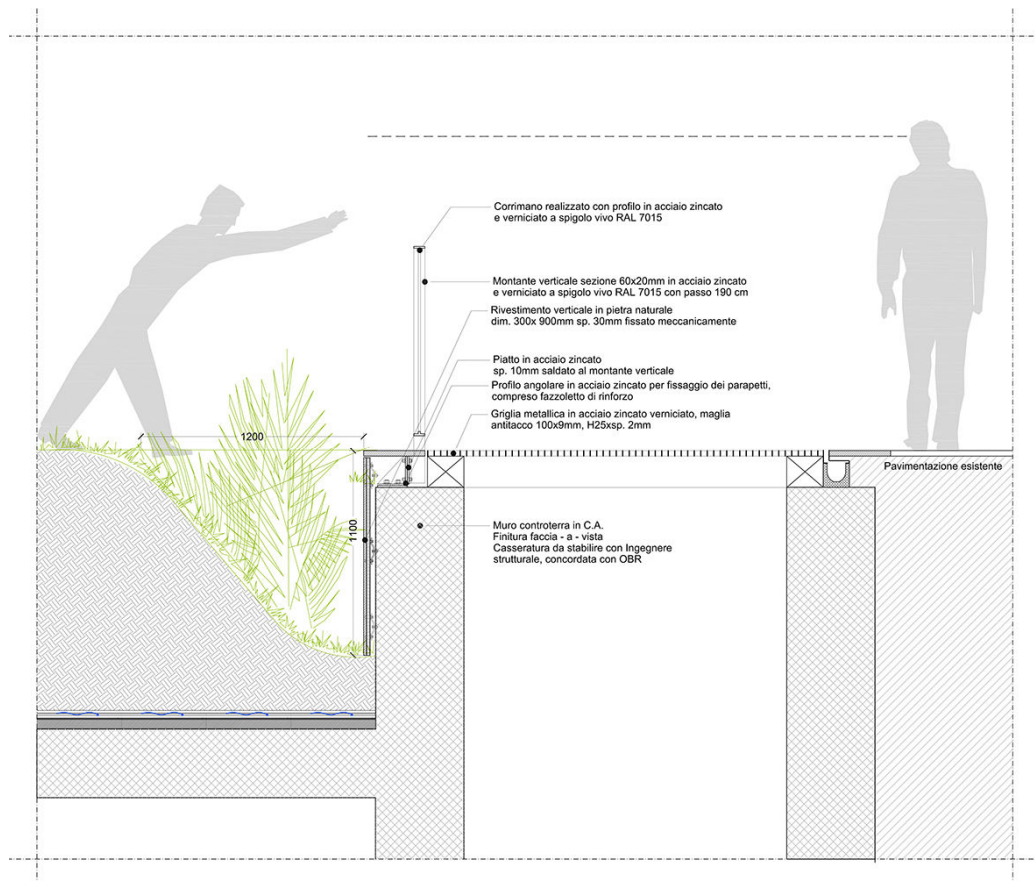 Corrimano realizzato con profilo in acciaio zincato
e verniciato a spigolo vivo RAL 7015
Montante verticale sezione 60x20mm in acciaio zincato
e verniciato a spigolo vivo RAL 7015 con passo 190 cm
Rivestimento verticale in pietra naturale
dim. 300x 900mm sp. 30mm fissato meccanicamente
Piatto in acciaio zincato
sp. 10mm saldato al montante verticale
Profilo angolare in acciaio zincato per fissaggio dei parapetti,
compreso fazzoletto di rinforzo
Griglia metallica in acciaio zincato verniciato, maglia
antitacco 100x9mm, H25xsp. 2mm
1200
Pavimentazione esistente
1100
Muro controterra in C.A.
Finitura faccia - a - vista
Casseratura da stabilire con Ingegnere
strutturale, concordata con OBR